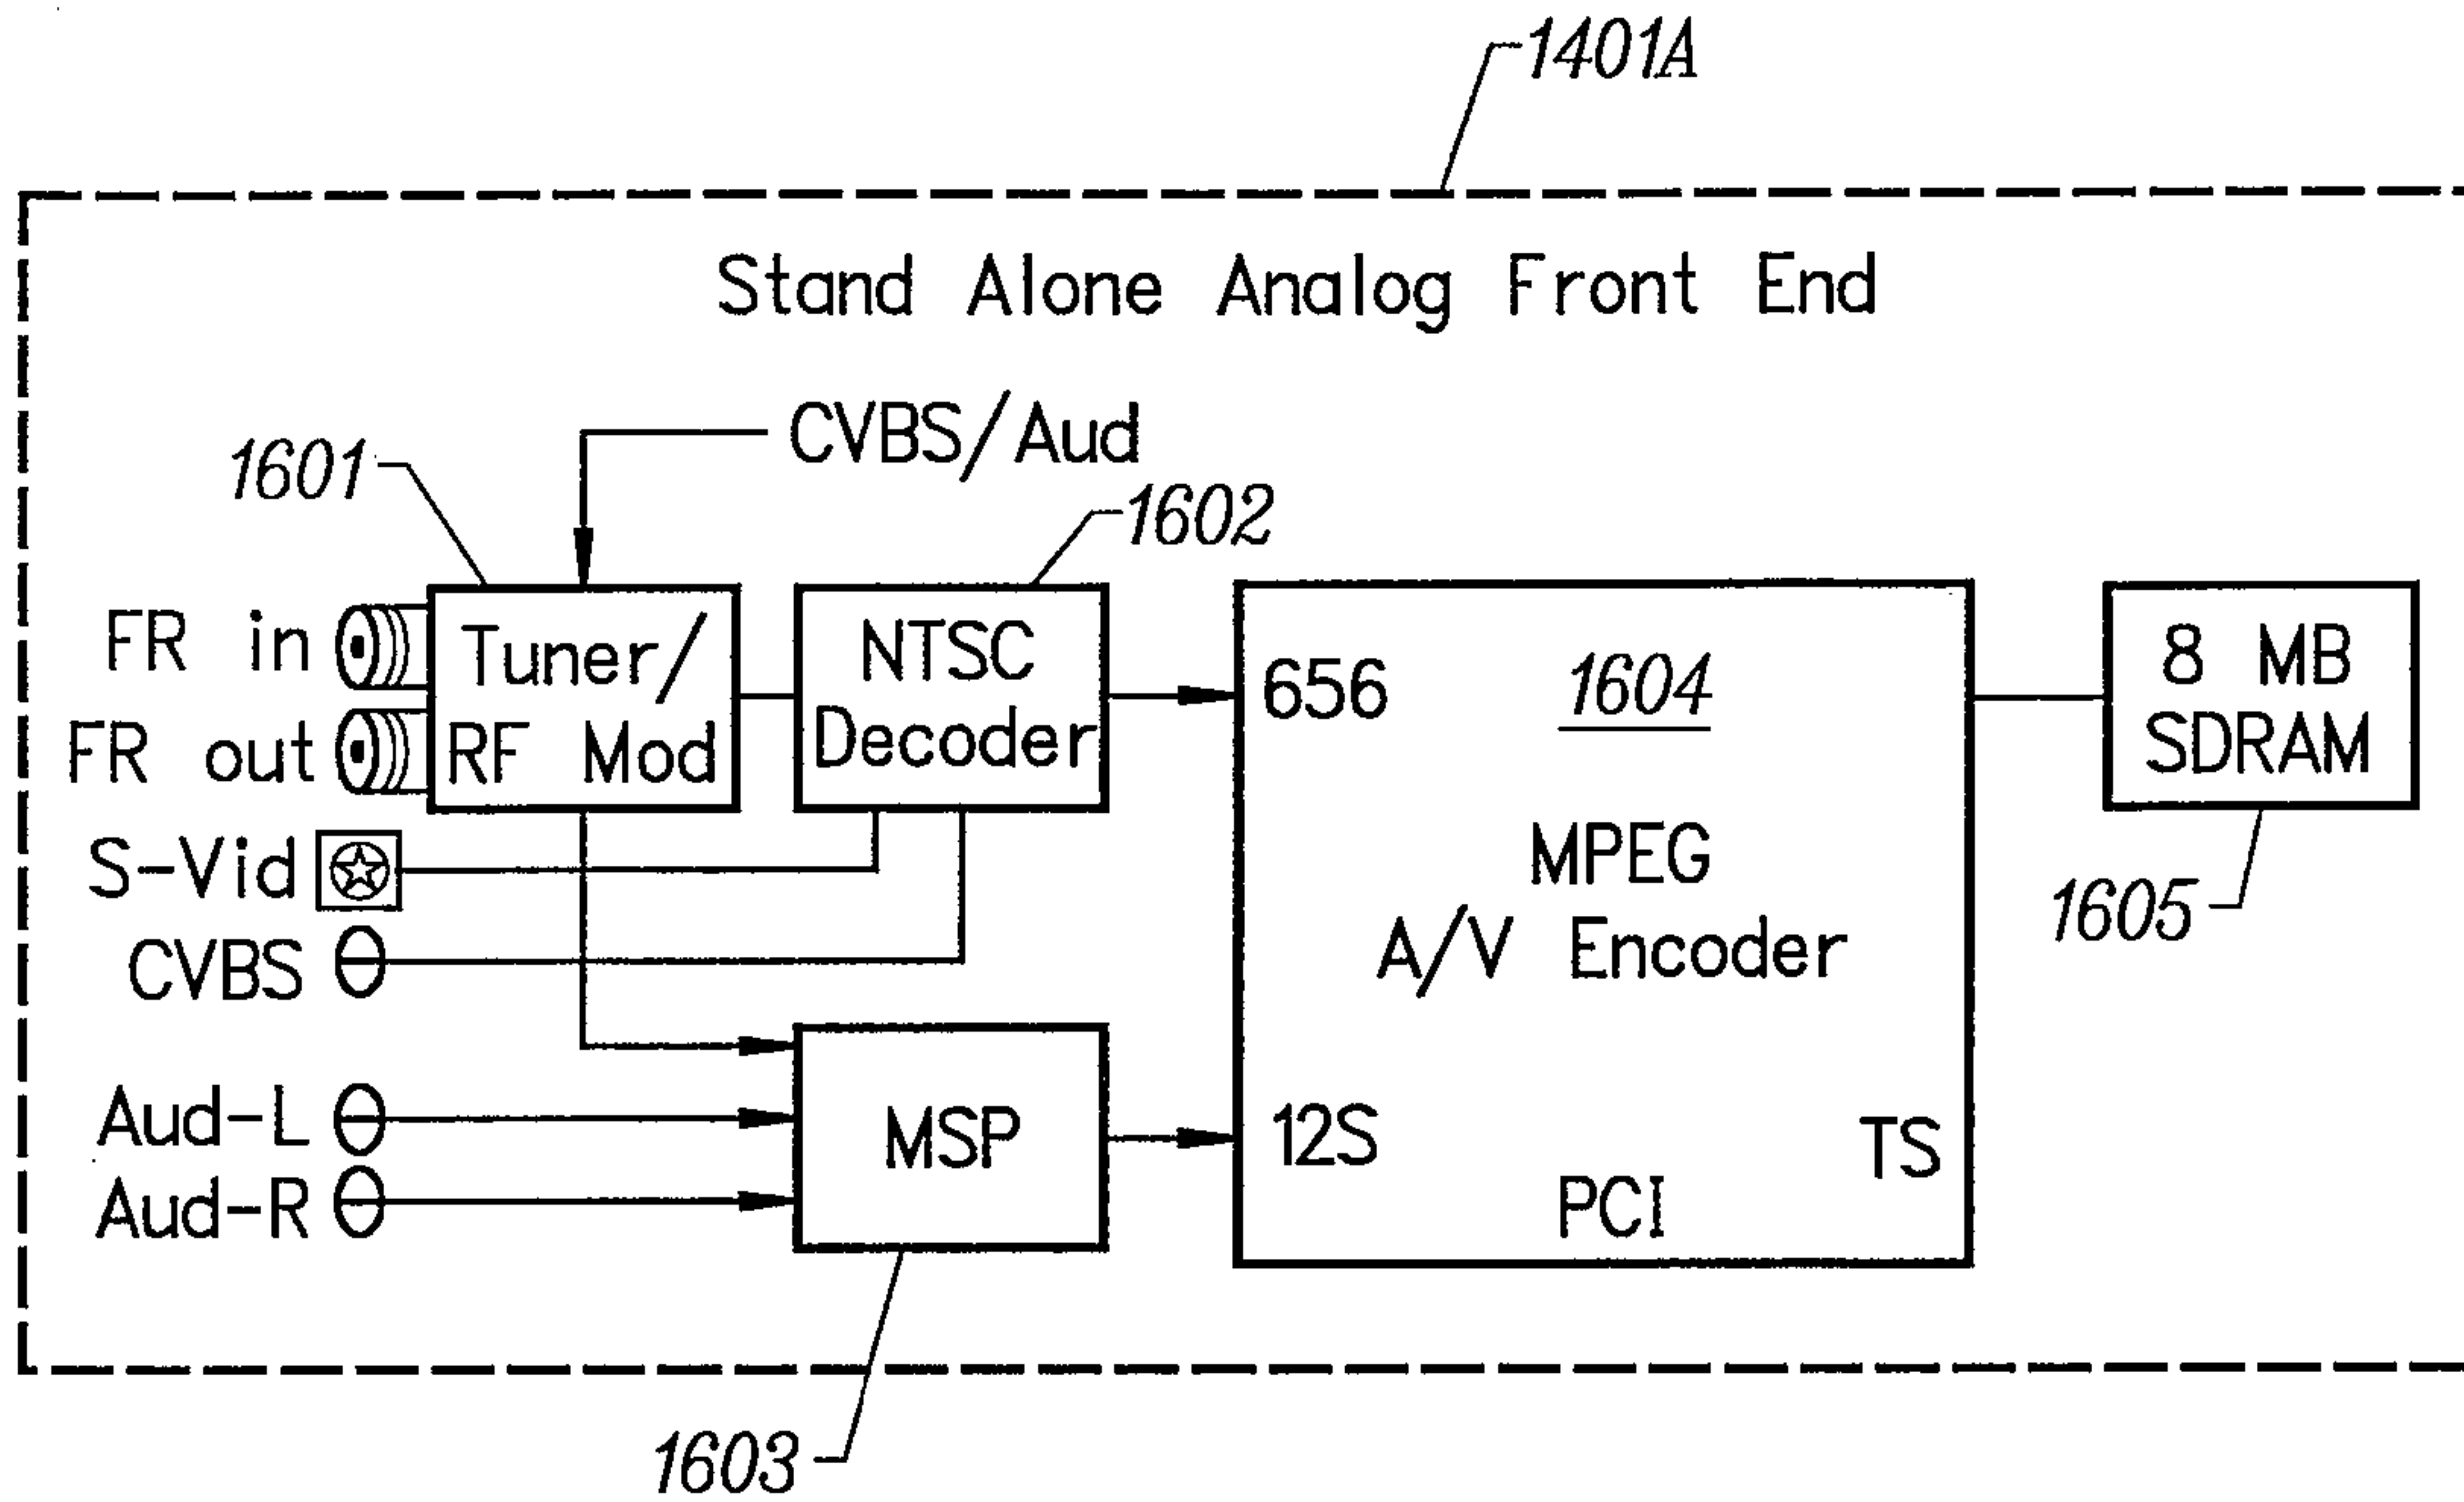 1401A
Stand Alone Analog Front End
CVBS/Aud
1601
1602
FR in
FR out
Tuner/
RF Mod
NTSC
Decoder
656
1604
MPEG
A/V Encoder
8 MB
SDRAM
1605
S-Vid
CVBS
Aud-L
Aud-R
MSP
12S
TS
PCI
1603